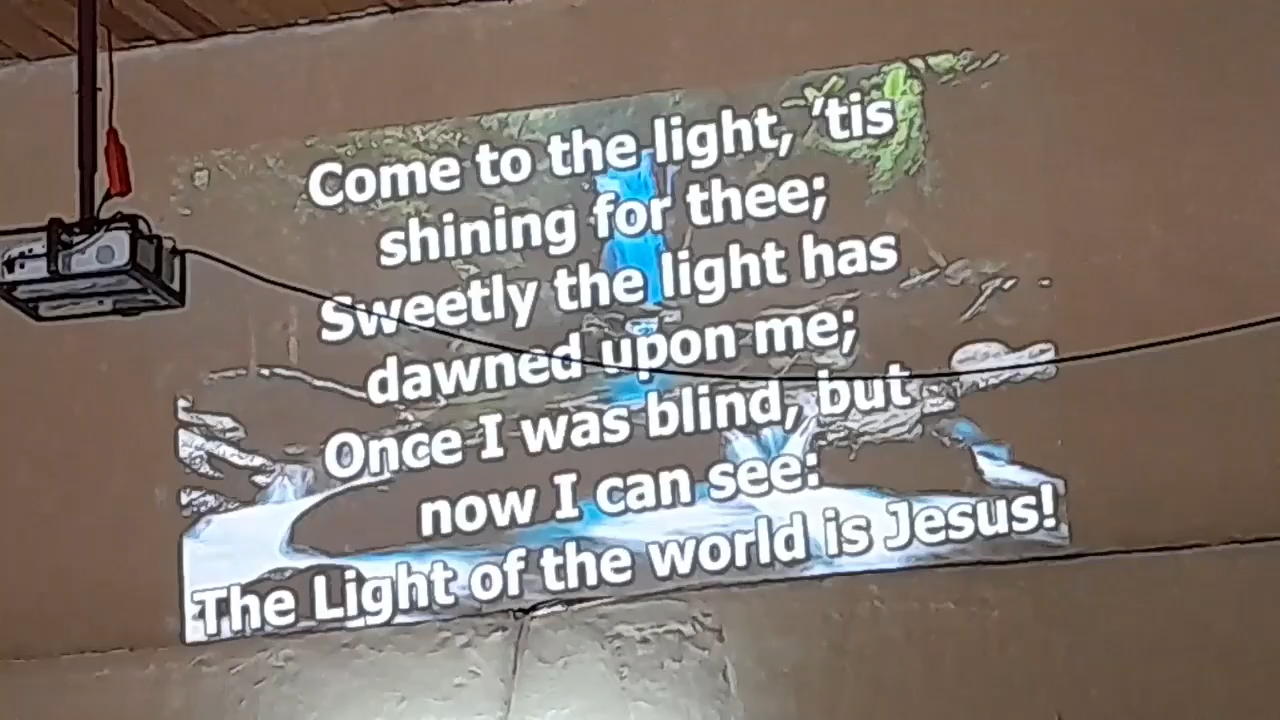 Come to the light, 'tis
shining for thee;
Sweetly the light has
dawned upon me;
Once I was blind, but
now I can see:
The Light of the world is Jesus!